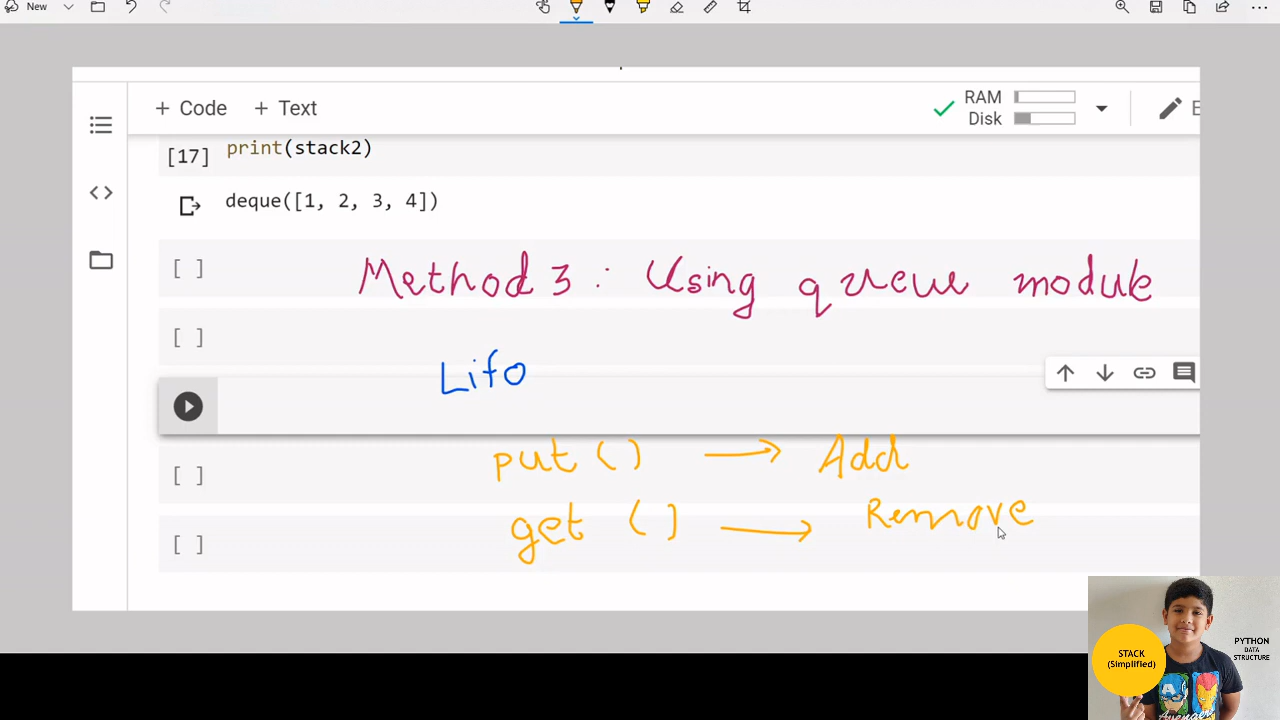 New
+ Code + Text
RAM
Disk
[17] print(stack2)
deque([1, 2, 3, 4])
[ ] Method 3 : Using queue module
[ ]
Lifo
[ ] put () → Add
[ ] get () → Remove
STACK
(Simplified)
PYTHON
DATA
STRUCTURE